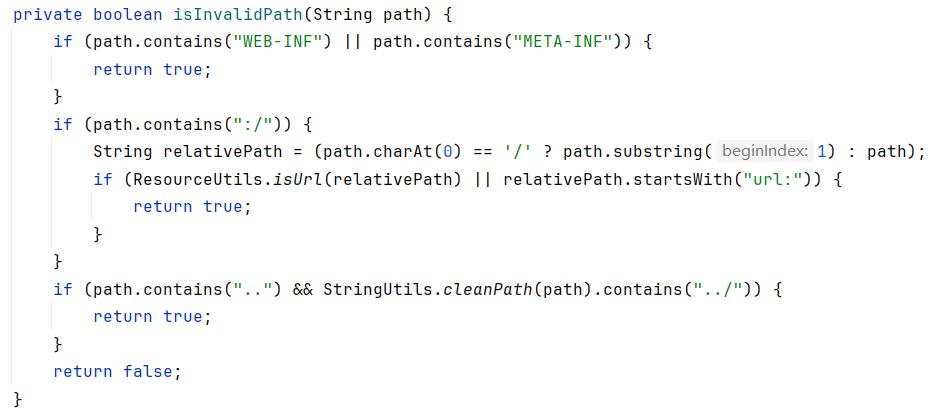 private boolean isInvalidPath(String path) {
    if (path.contains("WEB-INF") || path.contains("META-INF")) {
        return true;
    }
    if (path.contains(":/")) {
        String relativePath = (path.charAt(0) == '/' ? path.substring( beginIndex: 1) : path);
        if (ResourceUtils.isUrl(relativePath) || relativePath.startsWith("url:")) {
            return true;
        }
    }
    if (path.contains("..") && StringUtils.cleanPath(path).contains("../")) {
        return true;
    }
    return false;
}